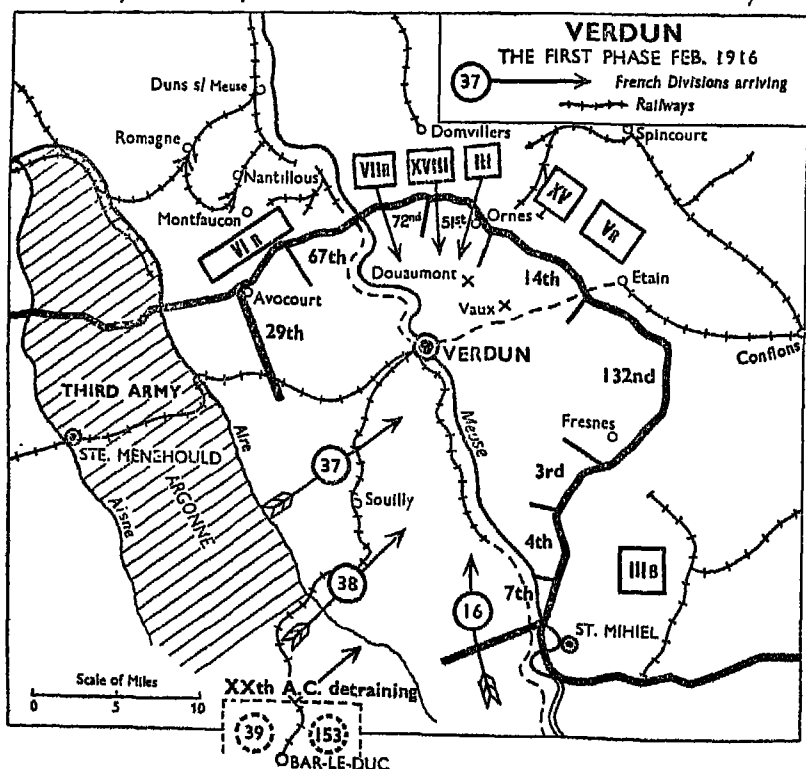 VERDUN
THE FIRST PHASE FEB. 1916
37
French Divisions arriving
Railways
Duns s/ Meuse
Domvillers
Spincourt
Romagne
Nantillous
VII R
XVIII
III
XV
V R
Montfaucon
VI R
72nd
51st
Ornes
67th
Douaumont
14th
Etain
Avocourt
Vaux
29th
VERDUN
Conflons
132nd
THIRD ARMY
Aire
Meuse
Fresnes
STE. MENEHOULD
37
3rd
Aisne
ARGONNE
Souilly
4th
38
III B
7th
16
ST. MIHIEL
Scale of Miles
0 5 10
XXth A.C. detraining
39
153
BAR-LE-DUC